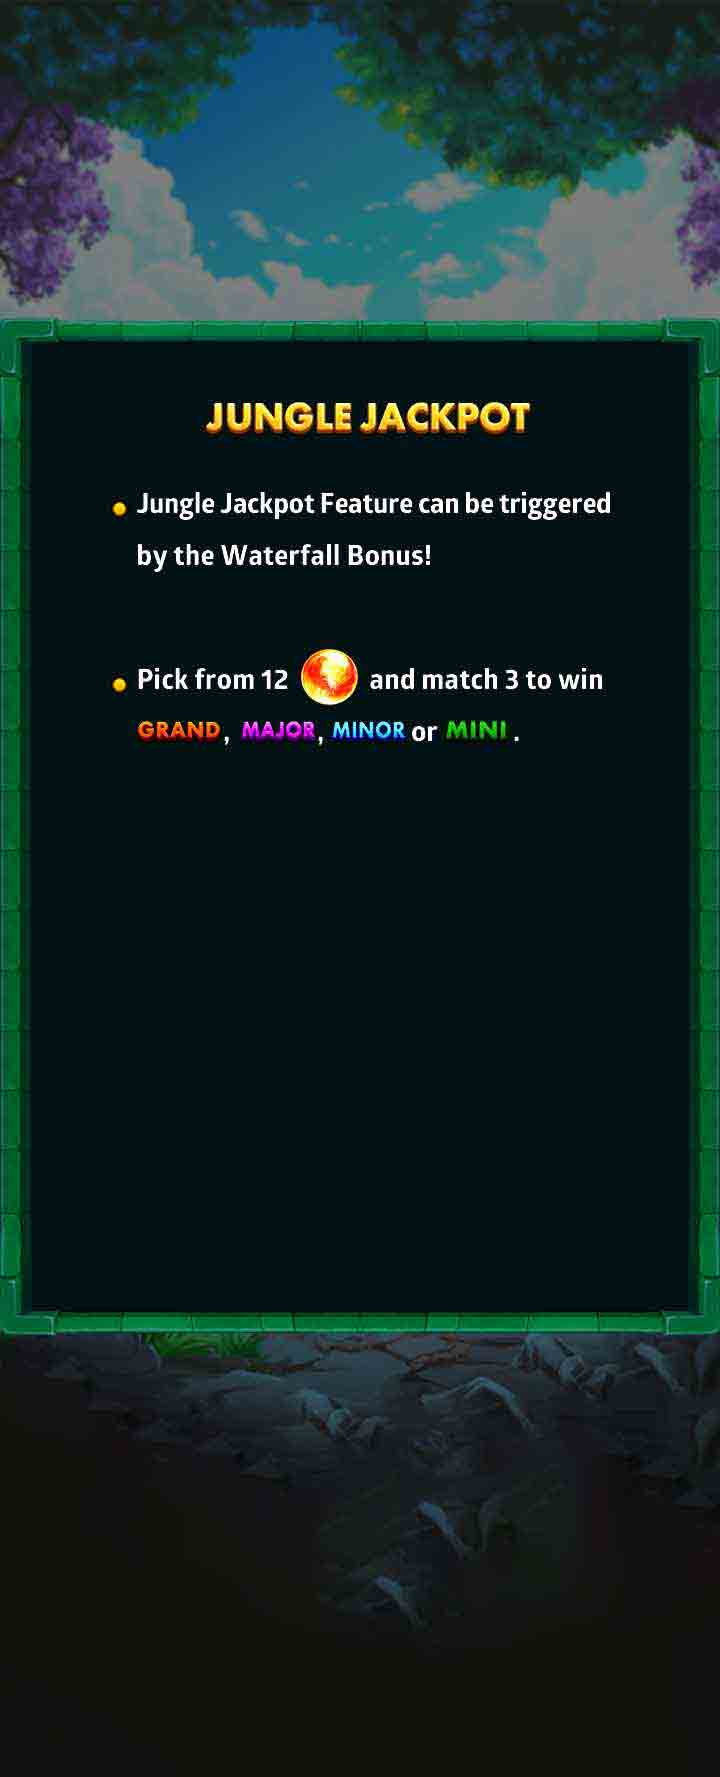 JUNGLE JACKPOT
Jungle Jackpot Feature can be triggered
by the Waterfall Bonus!
Pick from 12 and match 3 to win
GRAND, MAJOR, MINOR or MINI.